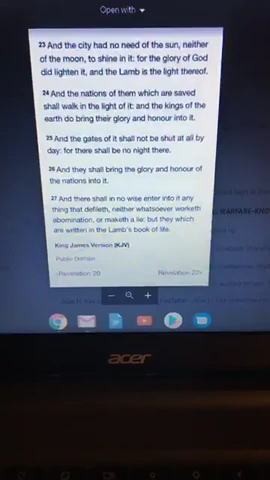 Open with
23 And the city had no need of the sun, neither
of the moon, to shine in it: for the glory of God
did lighten it, and the Lamb is the light thereof.
24 And the nations of them which are saved
shall walk in the light of it: and the kings of the
earth do bring their glory and honour into it.
25 And the gates of it shall not be shut at all by
day: for there shall be no night there.
26 And they shall bring the glory and honour of
the nations into it.
27 And there shall in no wise enter into it any
thing that defileth, neither whatsoever worketh
abomination, or maketh a lie: but they which
are written in the Lamb's book of life.
King James Version (KJV)
Public Domain
Revelation 20 Revelation 22
acer